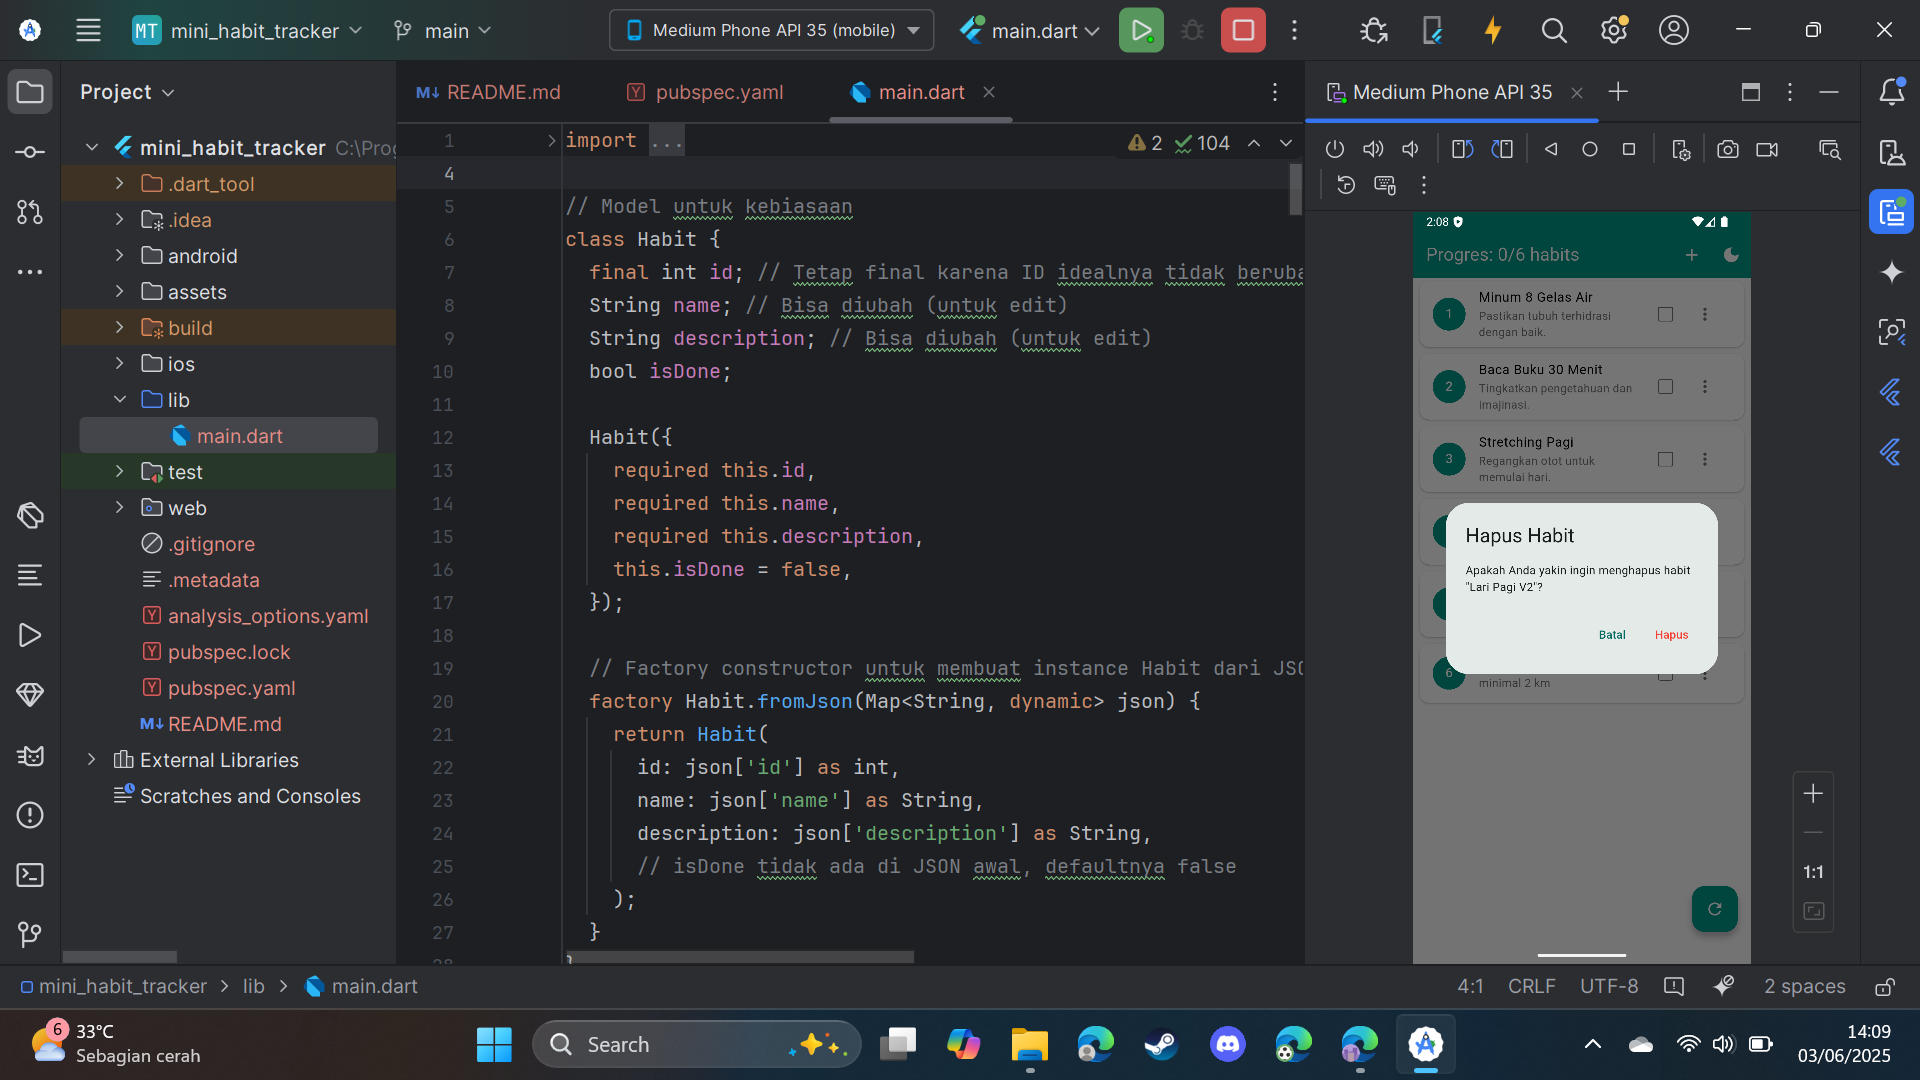 MT mini_habit_tracker main Medium Phone API 35 (mobile) main.dart
Project
mini_habit_tracker C:\Pro
.dart_tool
.idea
android
assets
build
ios
lib
main.dart
test
web
.gitignore
.metadata
analysis_options.yaml
pubspec.lock
pubspec.yaml
README.md
External Libraries
Scratches and Consoles
README.md pubspec.yaml main.dart
2 104
1 import ...
4
5 // Model untuk kebiasaan
6 class Habit {
7 final int id; // Tetap final karena ID idealnya tidak beruba
8 String name; // Bisa diubah (untuk edit)
9 String description; // Bisa diubah (untuk edit)
10 bool isDone;
11
12 Habit({
13 required this.id,
14 required this.name,
15 required this.description,
16 this.isDone = false,
17 });
18
19 // Factory constructor untuk membuat instance Habit dari JSO
20 factory Habit.fromJson(Map<String, dynamic> json) {
21 return Habit(
22 id: json['id'] as int,
23 name: json['name'] as String,
24 description: json['description'] as String,
25 // isDone tidak ada di JSON awal, defaultnya false
26 );
27 }
Medium Phone API 35
2:08
Progres: 0/6 habits
1 Minum 8 Gelas Air
Pastikan tubuh terhidrasi
dengan baik.
2 Baca Buku 30 Menit
Tingkatkan pengetahuan dan
imajinasi.
3 Stretching Pagi
Regangkan otot untuk
memulai hari.
Hapus Habit
Apakah Anda yakin ingin menghapus habit
"Lari Pagi V2"?
Batal Hapus
6
minimal 2 km
1:1
mini_habit_tracker > lib > main.dart
4:1 CRLF UTF-8 2 spaces
6
33°C
Sebagian cerah
Search
14:09
03/06/2025